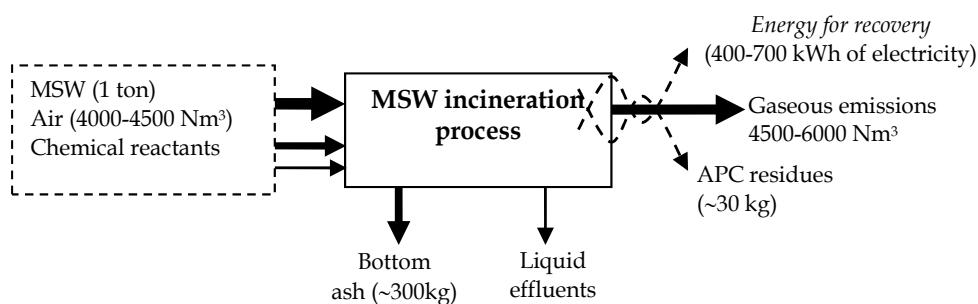 MSW (1 ton)
Air (4000-4500 Nm³)
Chemical reactants
MSW incineration
process
Energy for recovery
(400-700 kWh of electricity)
Gaseous emissions
4500-6000 Nm³
APC residues
(~30 kg)
Bottom
ash (~300kg)
Liquid
effluents